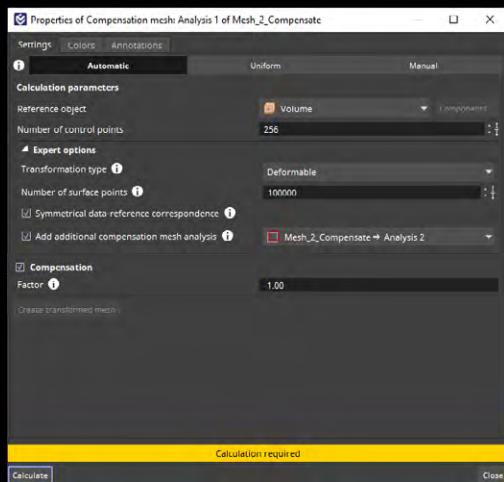 Properties of Compensation mesh: Analysis 1 of Mesh_2_Compensate
Settings Colors Annotations
Automatic Uniform Manual
Calculation parameters
Reference object Volume Components
Number of control points 256
Expert options
Transformation type Deformable
Number of surface points 100000
Symmetrical data-reference correspondence
Add additional compensation mesh analysis Mesh_2_Compensate → Analysis 2
Compensation
Factor -1.00
Create transformed mesh
Calculation required
Calculate Close